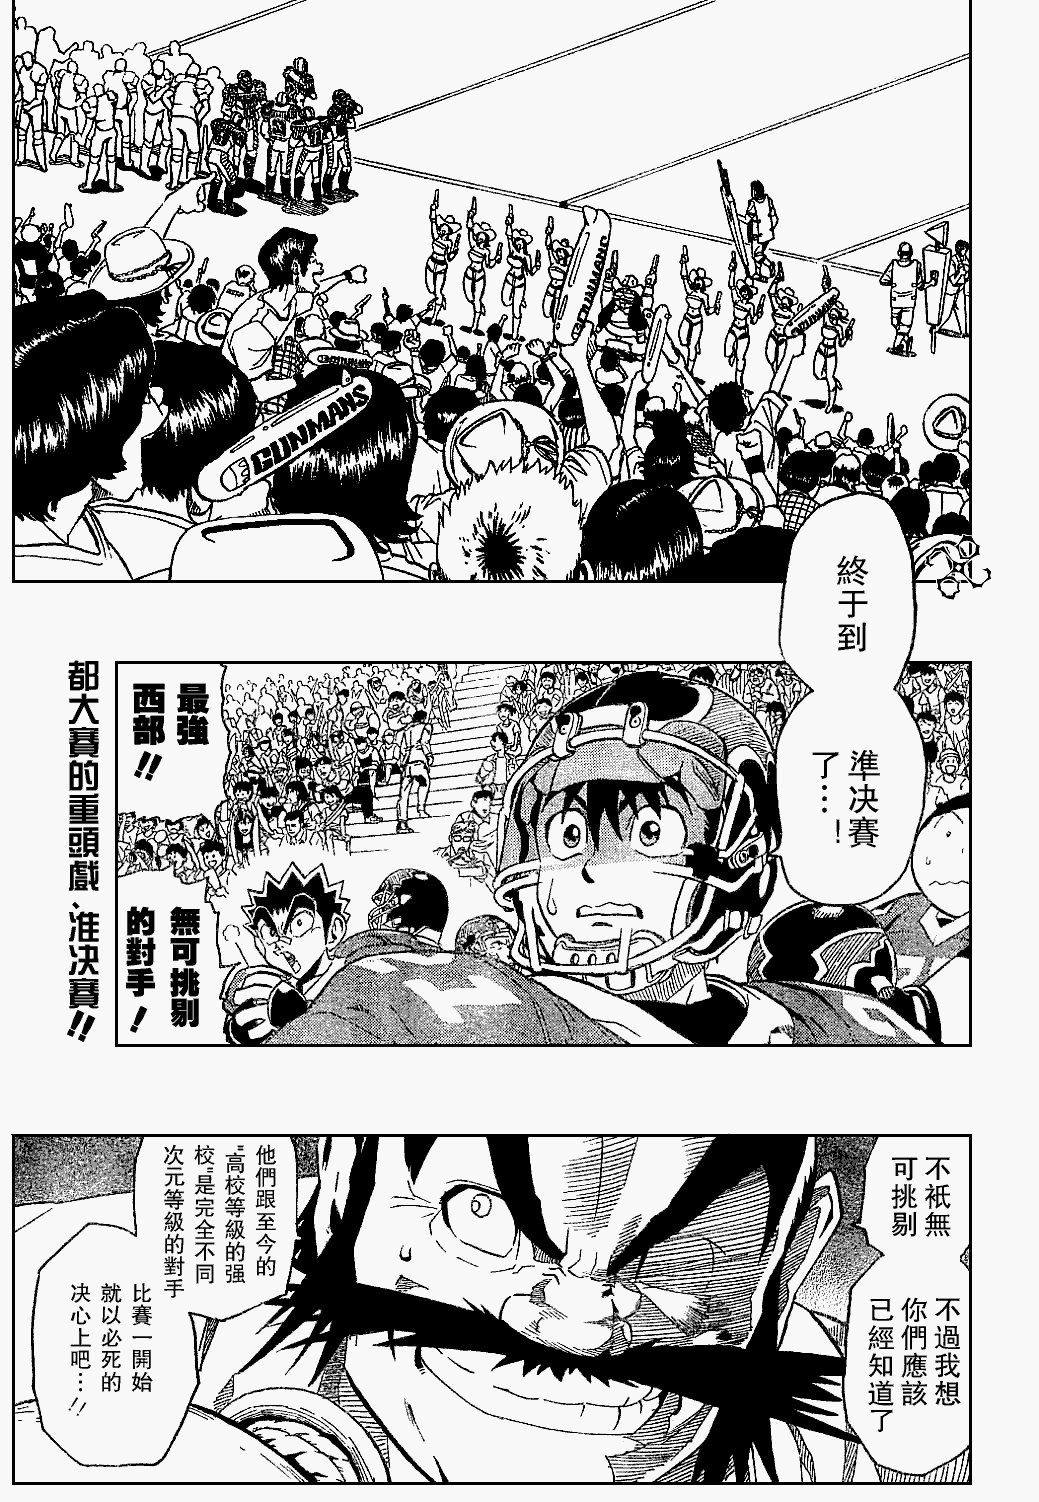 GUNMANS
GUNMANS
GUNMANS
GUNMANS
終于到
準决賽
了…！
最強
西部!!
無可挑剔
的對手！
都大賽的重頭戲、准决賽!!
不衹無
可挑剔
不過我想
你們應該
已經知道了
他們跟至今的
"高校等級的强
校"是完全不同
次元等級的對手
比賽一開始
就以必死的
决心上吧…!!